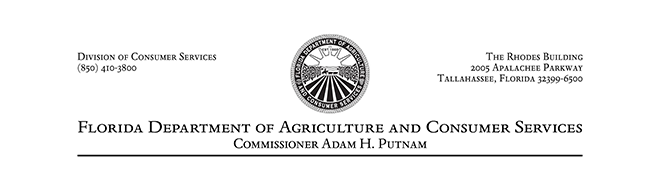 Division of Consumer Services
(850) 410-3800
FLORIDA DEPARTMENT OF AGRICULTURE
AND CONSUMER SERVICES
The Rhodes Building
2005 Apalachee Parkway
Tallahassee, Florida 32399-6500
Florida Department of Agriculture and Consumer Services
Commissioner Adam H. Putnam